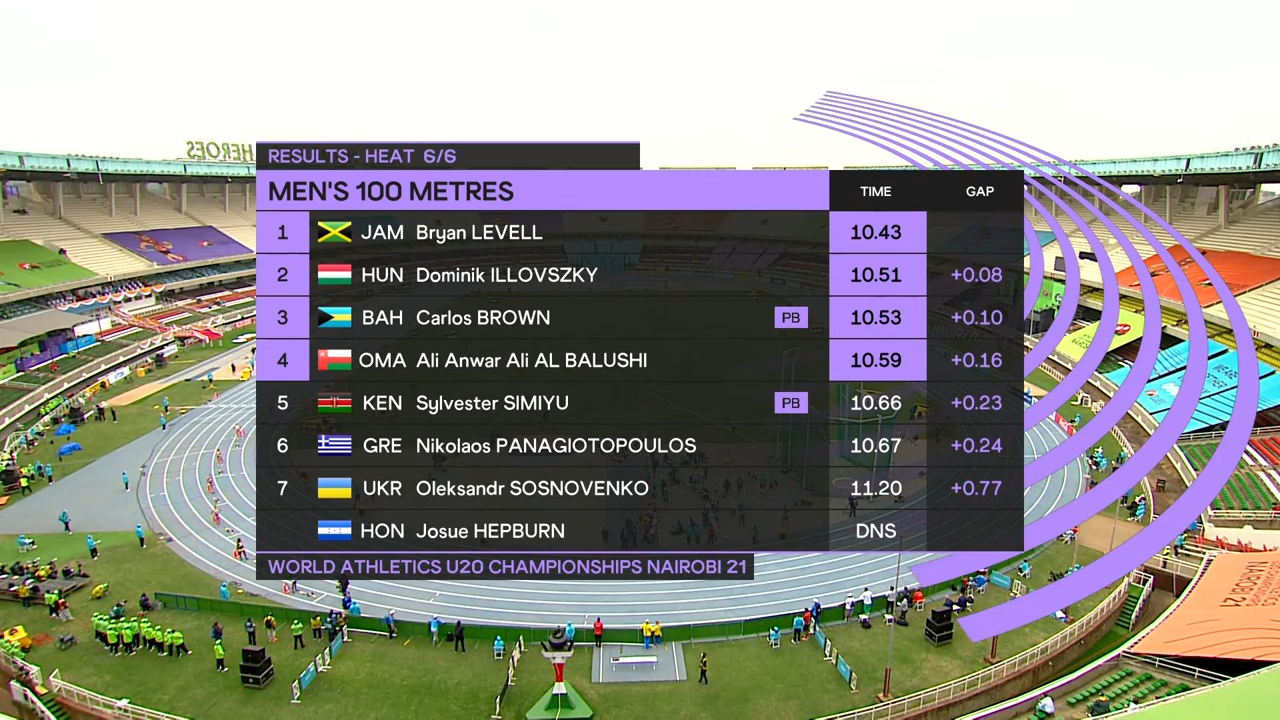 HEROES
RESULTS - HEAT 6/6
MEN'S 100 METRES TIME GAP
1 JAM Bryan LEVELL 10.43
2 HUN Dominik ILLOVSZKY 10.51 +0.08
3 BAH Carlos BROWN PB 10.53 +0.10
4 OMA Ali Anwar Ali AL BALUSHI 10.59 +0.16
5 KEN Sylvester SIMIYU PB 10.66 +0.23
6 GRE Nikolaos PANAGIOTOPOULOS 10.67 +0.24
7 UKR Oleksandr SOSNOVENKO 11.20 +0.77
HON Josue HEPBURN DNS
WORLD ATHLETICS U20 CHAMPIONSHIPS NAIROBI 21
NAIROBI 21